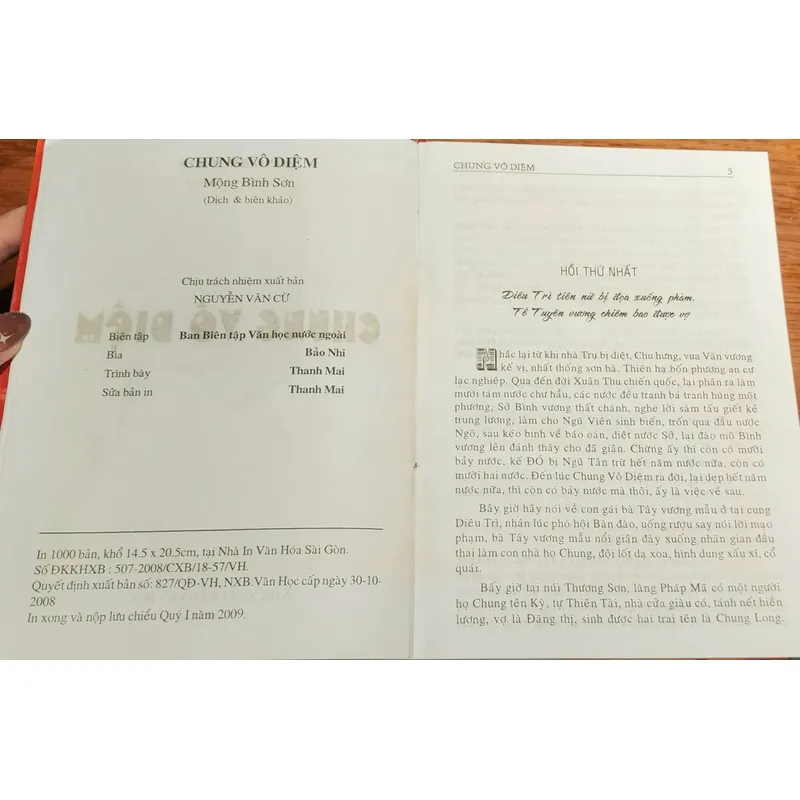 CHUNG VÔ DIỆM
Mộng Bình Sơn
(Dịch & biên khảo)
Chịu trách nhiệm xuất bản
NGUYỄN VĂN CỪ
Biên tập Ban Biên tập Văn học nước ngoài
Bìa Bảo Nhi
Trình bày Thanh Mai
Sửa bản in Thanh Mai
In 1000 bản, khổ 14.5 x 20.5cm, tại Nhà In Văn Hóa Sài Gòn.
Số ĐKKHXB : 507-2008/CXB/18-57/VH.
Quyết định xuất bản số: 827/QĐ-VH, NXB. Văn Học cấp ngày 30-10-
2008
In xong và nộp lưu chiểu Quý I năm 2009.
CHUNG VÔ DIỆM 5
HỒI THỨ NHẤT
Diêu Trì tiên nữ bị đọa xuống phàm,
Tề Tuyên vương chiêm bao được vợ
Nhắc lại từ khi nhà Trụ bị diệt, Chu hưng, vua Văn vương
kế vị, nhất thống sơn hà. Thiên hạ bốn phương an cư
lạc nghiệp. Qua đến đời Xuân Thu chiến quốc, lại phân ra làm
mười tám nước chư hầu, các nước đều tranh bá tranh hùng một
phương; Sở Bình vương thất chánh, nghe lời sàm tấu giết kẻ
trung lương, làm cho Ngũ Viên sinh biến, trốn qua đầu nước
Ngô, sau kéo binh về báo oán, diệt nước Sở, lại đào mồ Bình
vương lên đánh thây cho đã giận. Chừng ấy thì còn có mười
bảy nước, kế ĐÓ bị Ngũ Tân trừ hết năm nước nữa, còn có
mười hai nước. Đến lúc Chung Vô Diệm ra đời, lại dẹp hết năm
nước nữa, thì còn có bảy nước mà thôi, ấy là việc về sau.
Bây giờ hãy nói về con gái bà Tây vương mẫu ở tại cung
Diêu Trì, nhân lúc phó hội Bàn đào, uống rượu say nói lời mạo
phạm, bà Tây vương mẫu nổi giận đày xuống nhân gian đầu
thai làm con nhà họ Chung, đội lốt dạ xoa, hình dung xấu xí, cổ
quái.
Bấy giờ tại núi Thương Sơn, làng Pháp Mã có một người
họ Chung tên Kỳ, tự Thiên Tài, nhà cửa giàu có, tánh nết hiền
lương, vợ là Đặng thị, sinh được hai trai tên là Chung Long,